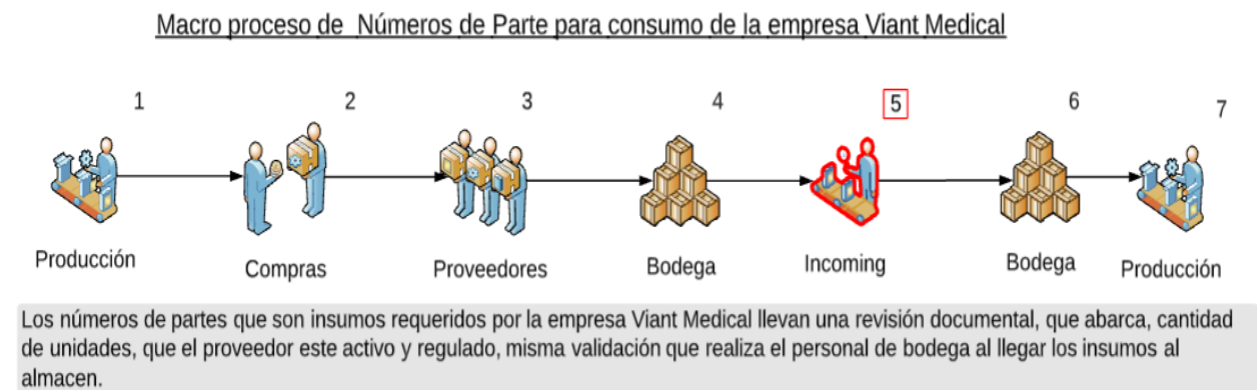 Macro proceso de Números de Parte para consumo de la empresa Viant Medical
1 2 3 4 5 6 7
Producción Compras Proveedores Bodega Incoming Bodega Producción
Los números de partes que son insumos requeridos por la empresa Viant Medical llevan una revisión documental, que abarca, cantidad
de unidades, que el proveedor este activo y regulado, misma validación que realiza el personal de bodega al llegar los insumos al
almacen.